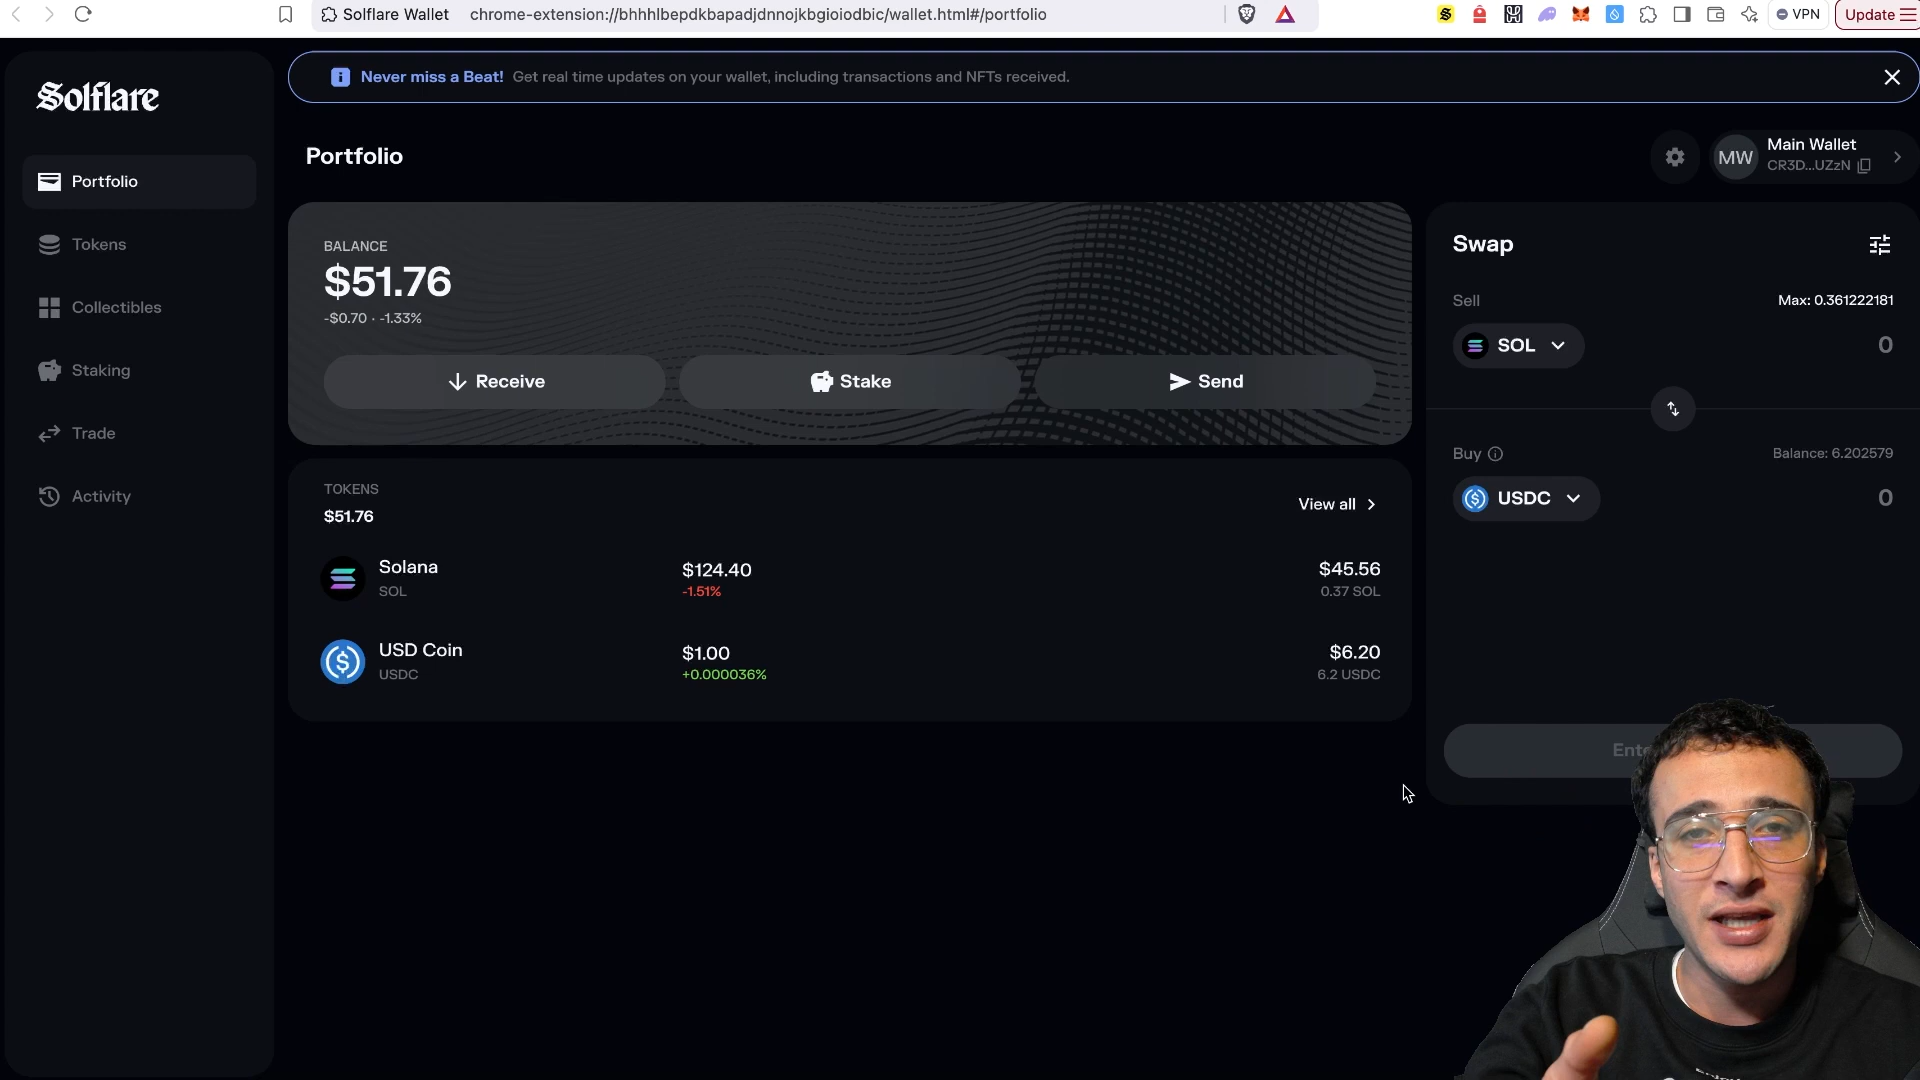 Solflare Wallet
chrome-extension://bhhhlbepdkbapadjdnnojkbgioiodbic/wallet.html#/portfolio
VPN
Update
Solflare
Never miss a Beat! Get real time updates on your wallet, including transactions and NFTs received.
Portfolio
Tokens
Collectibles
Staking
Trade
Activity
Portfolio
MW
Main Wallet
CR3D...UZzN
BALANCE
$51.76
-$0.70 · -1.33%
Receive
Stake
Send
TOKENS
$51.76
View all
Solana
SOL
$124.40
-1.51%
$45.56
0.37 SOL
USD Coin
USDC
$1.00
+0.000036%
$6.20
6.2 USDC
Swap
Sell
Max: 0.361222181
SOL
0
Buy
Balance: 6.202579
USDC
0